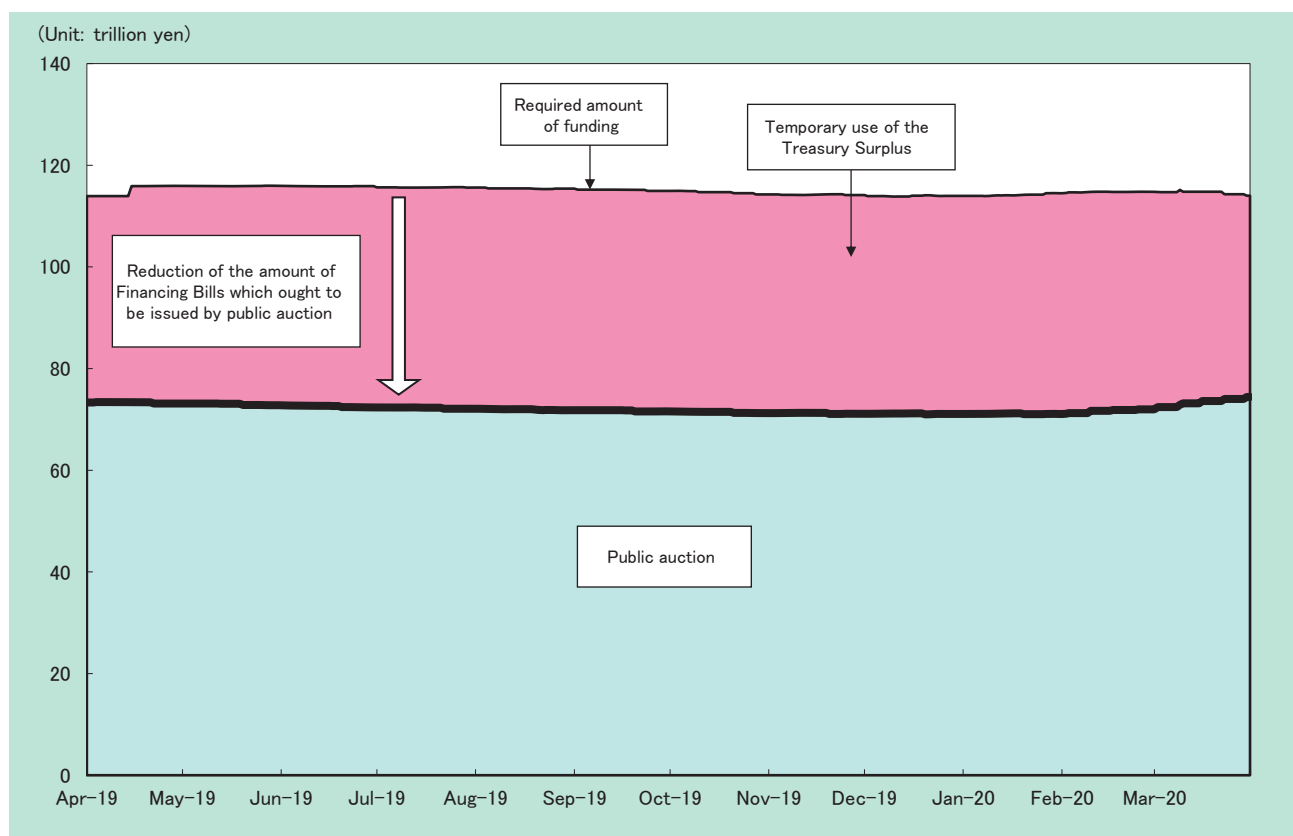 (Unit: trillion yen)
140
120
100
80
60
40
20
0
Required amount
of funding
Temporary use of the
Treasury Surplus
Reduction of the amount of
Financing Bills which ought to
be issued by public auction
Public auction
Apr-19 May-19 Jun-19 Jul-19 Aug-19 Sep-19 Oct-19 Nov-19 Dec-19 Jan-20 Feb-20 Mar-20